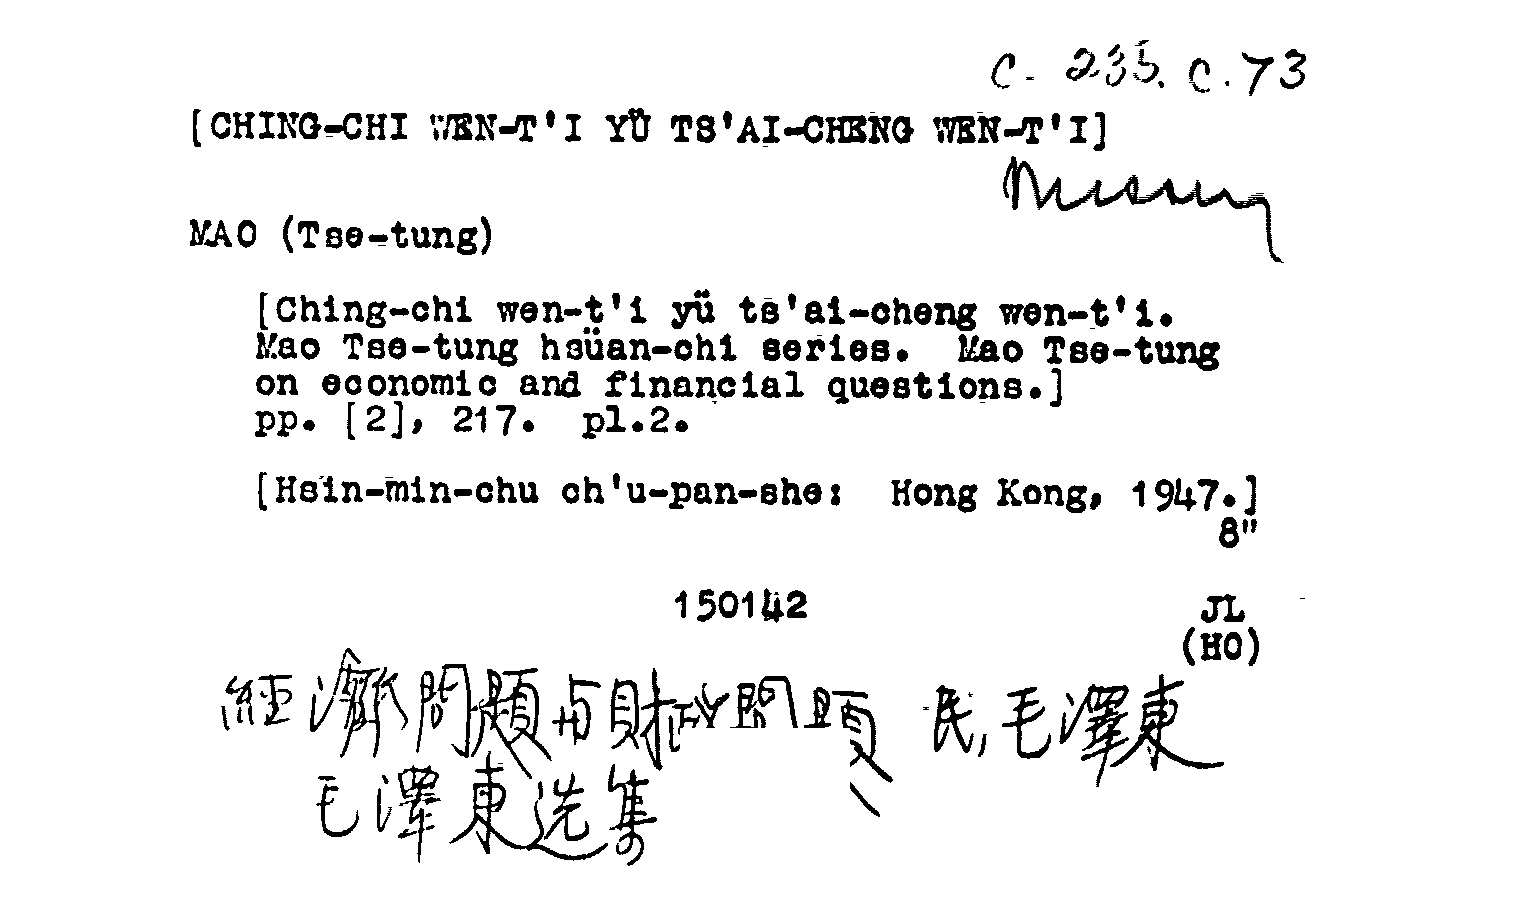 C. 235. c. 73
[CHING-CHI WEN-T'I YÜ TS'AI-CHENG WEN-T'I]
Missing
MAO (Tse-tung)
[Ching-chi wen-t'i yü ts'ai-cheng wen-t'i.
Mao Tse-tung hsüan-chi series. Mao Tse-tung
on economic and financial questions.]
pp. [2], 217. pl.2.
[Hsin-min-chu ch'u-pan-she: Hong Kong, 1947.]
8"
150142
JL
(HO)
經濟問題与財政問題 民, 毛澤東
毛澤東选集